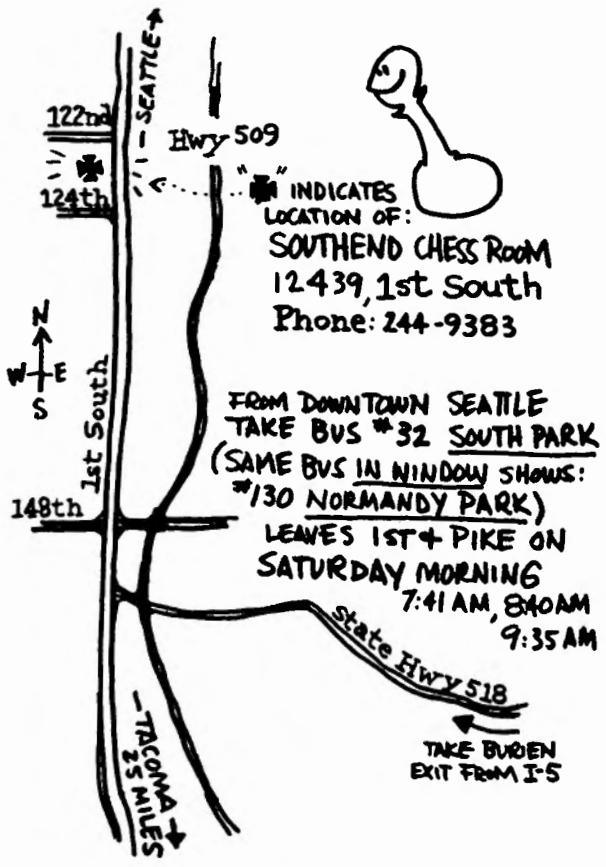 — SEATTLE →
122nd
Hwy 509
124th
"✠" INDICATES
LOCATION OF:
SOUTHEND CHESS ROOM
12439, 1st South
Phone: 244-9383
N
W E
S
1st South
FROM DOWNTOWN SEATTLE
TAKE BUS #32 SOUTH PARK
(SAME BUS IN WINDOW SHOWS:
#130 NORMANDY PARK)
148th
LEAVES 1ST & PIKE ON
SATURDAY MORNING
7:41 AM, 8:40 AM
9:35 AM
State Hwy 518
TAKE BURIEN
EXIT FROM I-5
— TACOMA →
25 MILES